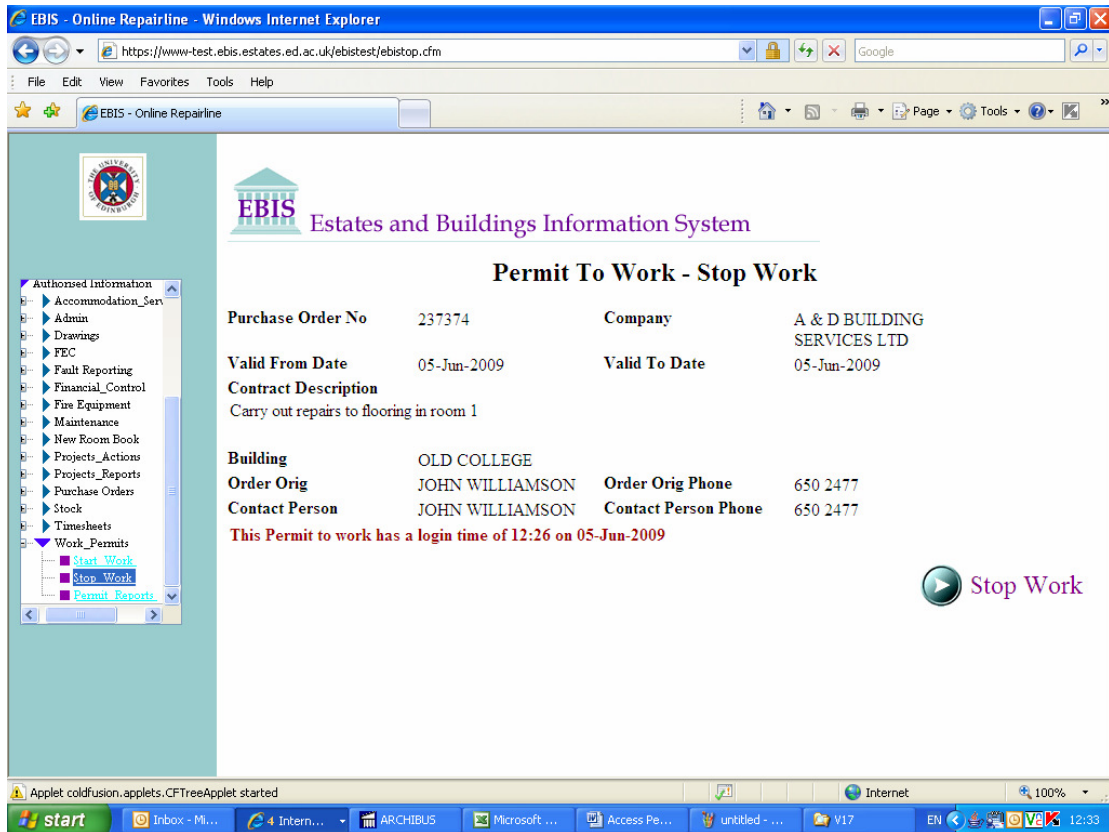 EBIS - Online Repairline - Windows Internet Explorer
https://www-test.ebis.estates.ed.ac.uk/ebistest/ebistop.cfm
Google
File Edit View Favorites Tools Help
EBIS - Online Repairline
Page Tools
THE UNIVERSITY OF EDINBURGH
EBIS Estates and Buildings Information System
Permit To Work - Stop Work
Authorised Information
Accommodation_Serv
Admin
Drawings
FEC
Fault Reporting
Financial_Control
Fire Equipment
Maintenance
New Room Book
Projects_Actions
Projects_Reports
Purchase Orders
Stock
Timesheets
Work_Permits
Start_Work
Stop_Work
Permit_Reports
Purchase Order No 237374 Company A & D BUILDING
SERVICES LTD
Valid From Date 05-Jun-2009 Valid To Date 05-Jun-2009
Contract Description
Carry out repairs to flooring in room 1
Building OLD COLLEGE
Order Orig JOHN WILLIAMSON Order Orig Phone 650 2477
Contact Person JOHN WILLIAMSON Contact Person Phone 650 2477
This Permit to work has a login time of 12:26 on 05-Jun-2009
Stop Work
Applet coldfusion.applets.CFTreeApplet started Internet 100%
start Inbox - Mi... 4 Intern... ARCHIBUS Microsoft ... Access Pe... untitled - ... V17 EN 12:33